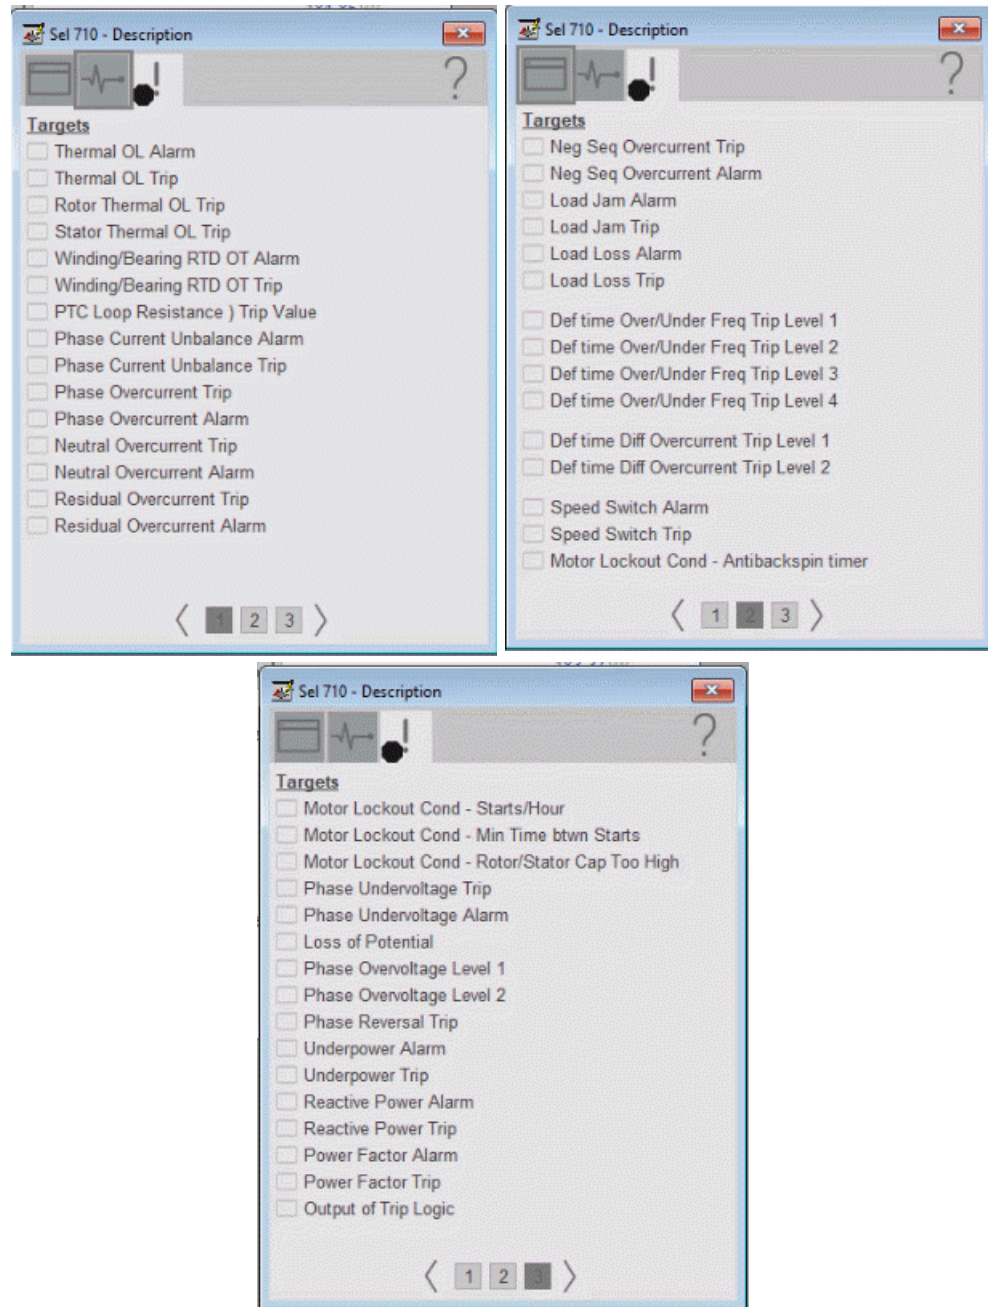 Sel 710 - Description
?
Targets
Thermal OL Alarm
Thermal OL Trip
Rotor Thermal OL Trip
Stator Thermal OL Trip
Winding/Bearing RTD OT Alarm
Winding/Bearing RTD OT Trip
PTC Loop Resistance ) Trip Value
Phase Current Unbalance Alarm
Phase Current Unbalance Trip
Phase Overcurrent Trip
Phase Overcurrent Alarm
Neutral Overcurrent Trip
Neutral Overcurrent Alarm
Residual Overcurrent Trip
Residual Overcurrent Alarm
1 2 3
Sel 710 - Description
?
Targets
Neg Seq Overcurrent Trip
Neg Seq Overcurrent Alarm
Load Jam Alarm
Load Jam Trip
Load Loss Alarm
Load Loss Trip
Def time Over/Under Freq Trip Level 1
Def time Over/Under Freq Trip Level 2
Def time Over/Under Freq Trip Level 3
Def time Over/Under Freq Trip Level 4
Def time Diff Overcurrent Trip Level 1
Def time Diff Overcurrent Trip Level 2
Speed Switch Alarm
Speed Switch Trip
Motor Lockout Cond - Antibackspin timer
1 2 3
Sel 710 - Description
?
Targets
Motor Lockout Cond - Starts/Hour
Motor Lockout Cond - Min Time btwn Starts
Motor Lockout Cond - Rotor/Stator Cap Too High
Phase Undervoltage Trip
Phase Undervoltage Alarm
Loss of Potential
Phase Overvoltage Level 1
Phase Overvoltage Level 2
Phase Reversal Trip
Underpower Alarm
Underpower Trip
Reactive Power Alarm
Reactive Power Trip
Power Factor Alarm
Power Factor Trip
Output of Trip Logic
1 2 3